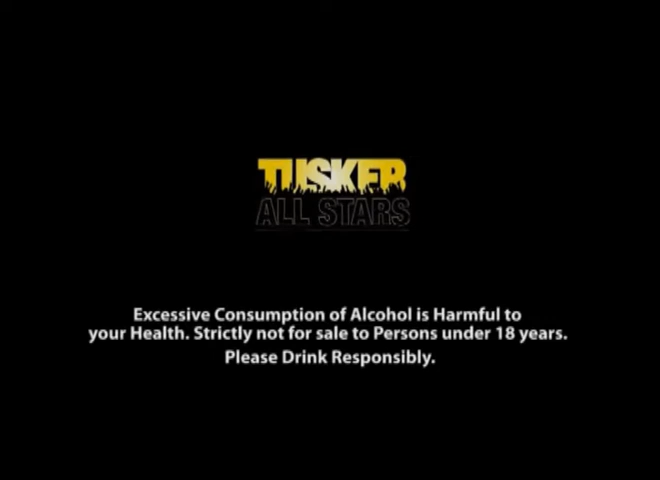 TUSKER
ALL STARS
Excessive Consumption of Alcohol is Harmful to
your Health. Strictly not for sale to Persons under 18 years.
Please Drink Responsibly.